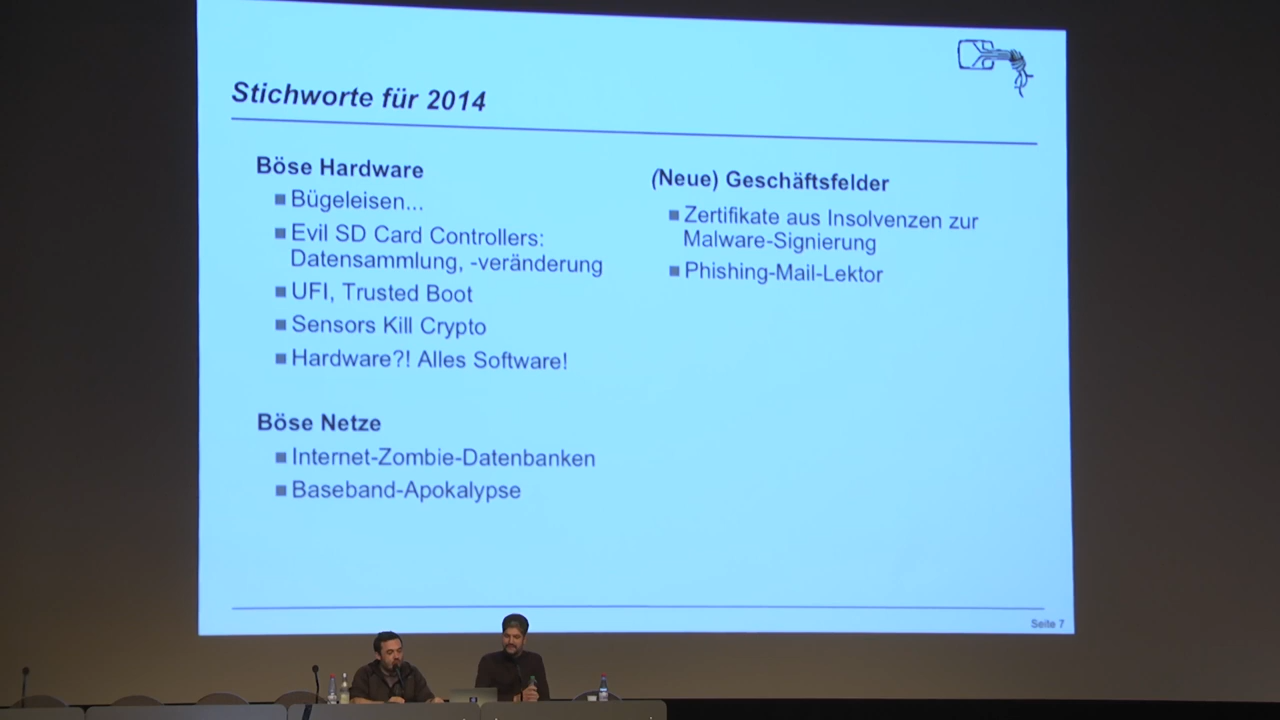 Stichworte für 2014
Böse Hardware
Bügeleisen...
Evil SD Card Controllers:
Datensammlung, -veränderung
UFI, Trusted Boot
Sensors Kill Crypto
Hardware?! Alles Software!
Böse Netze
Internet-Zombie-Datenbanken
Baseband-Apokalypse
(Neue) Geschäftsfelder
Zertifikate aus Insolvenzen zur
Malware-Signierung
Phishing-Mail-Lektor
Seite 7